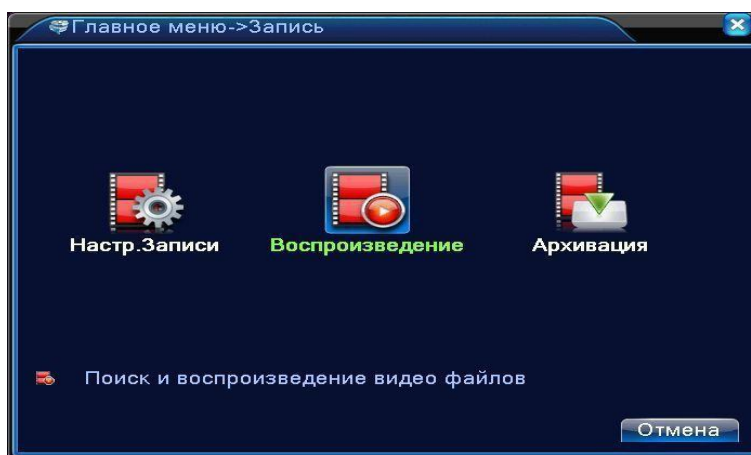 Главное меню->Запись
Настр.Записи Воспроизведение Архивация
Поиск и воспроизведение видео файлов
Отмена